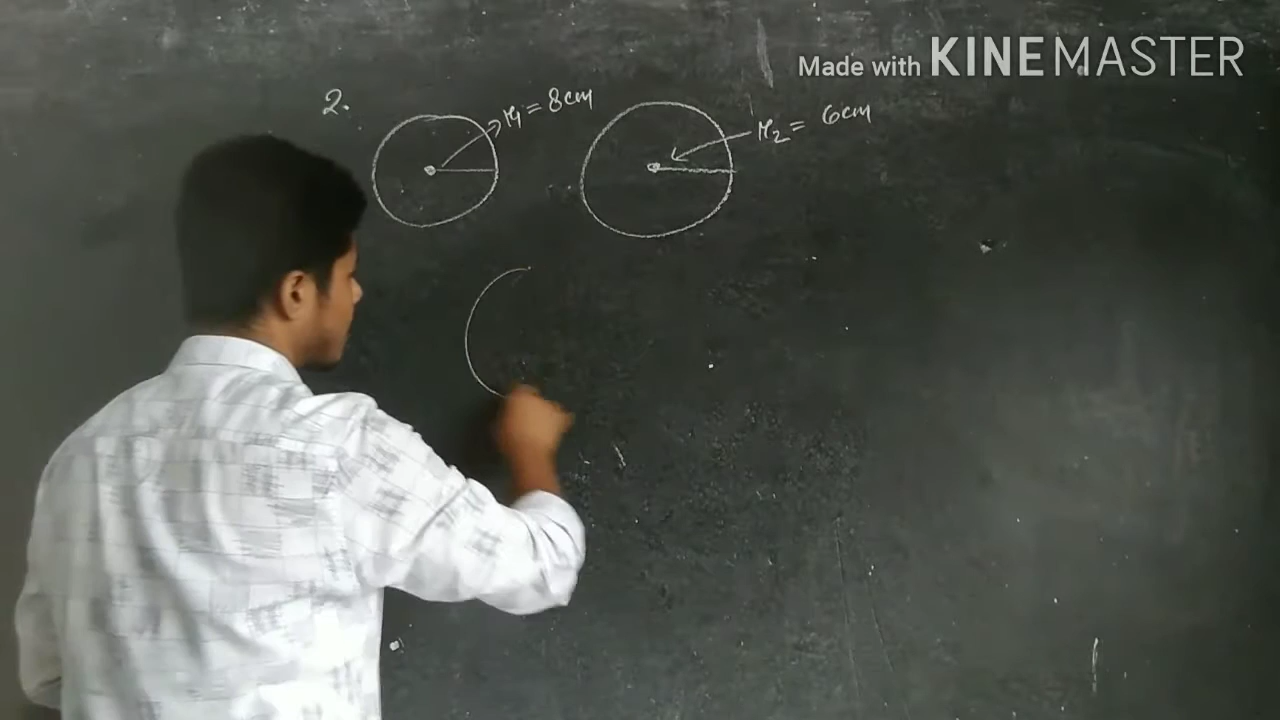 Made with KINEMASTER
2.
r1 = 8cm
r2 = 6cm